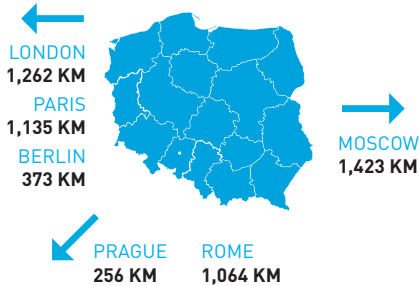 LONDON
1,262 KM
PARIS
1,135 KM
BERLIN
373 KM
MOSCOW
1,423 KM
PRAGUE
256 KM
ROME
1,064 KM